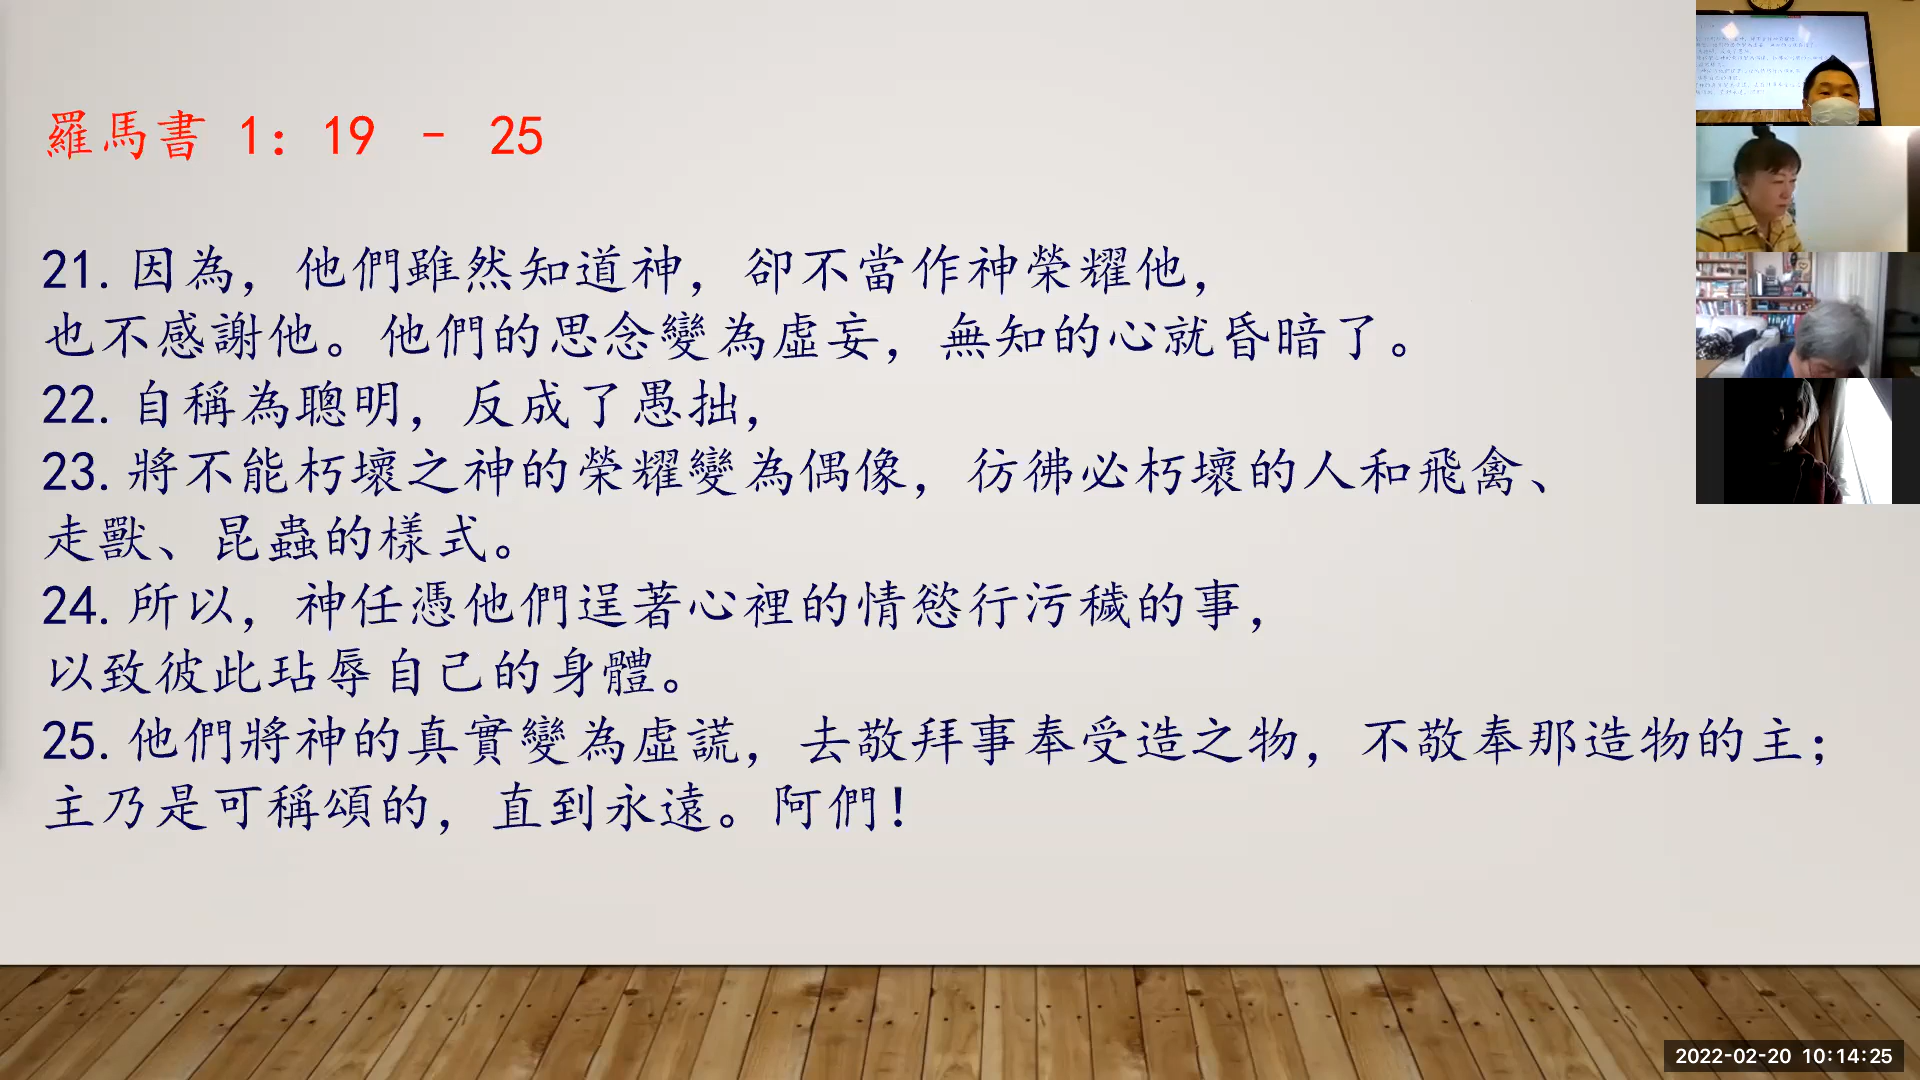 羅馬書 1: 19 - 25
21. 因為，他們雖然知道神，卻不當作神榮耀他，
也不感謝他。他們的思念變為虛妄，無知的心就昏暗了。
22. 自稱為聰明，反成了愚拙，
23. 將不能朽壞之神的榮耀變為偶像，彷彿必朽壞的人和飛禽、
走獸、昆蟲的樣式。
24. 所以，神任憑他們逞著心裡的情慾行污穢的事，
以致彼此玷辱自己的身體。
25. 他們將神的真實變為虛謊，去敬拜事奉受造之物，不敬奉那造物的主；
主乃是可稱頌的，直到永遠。阿們！
2022-02-20 10:14:25